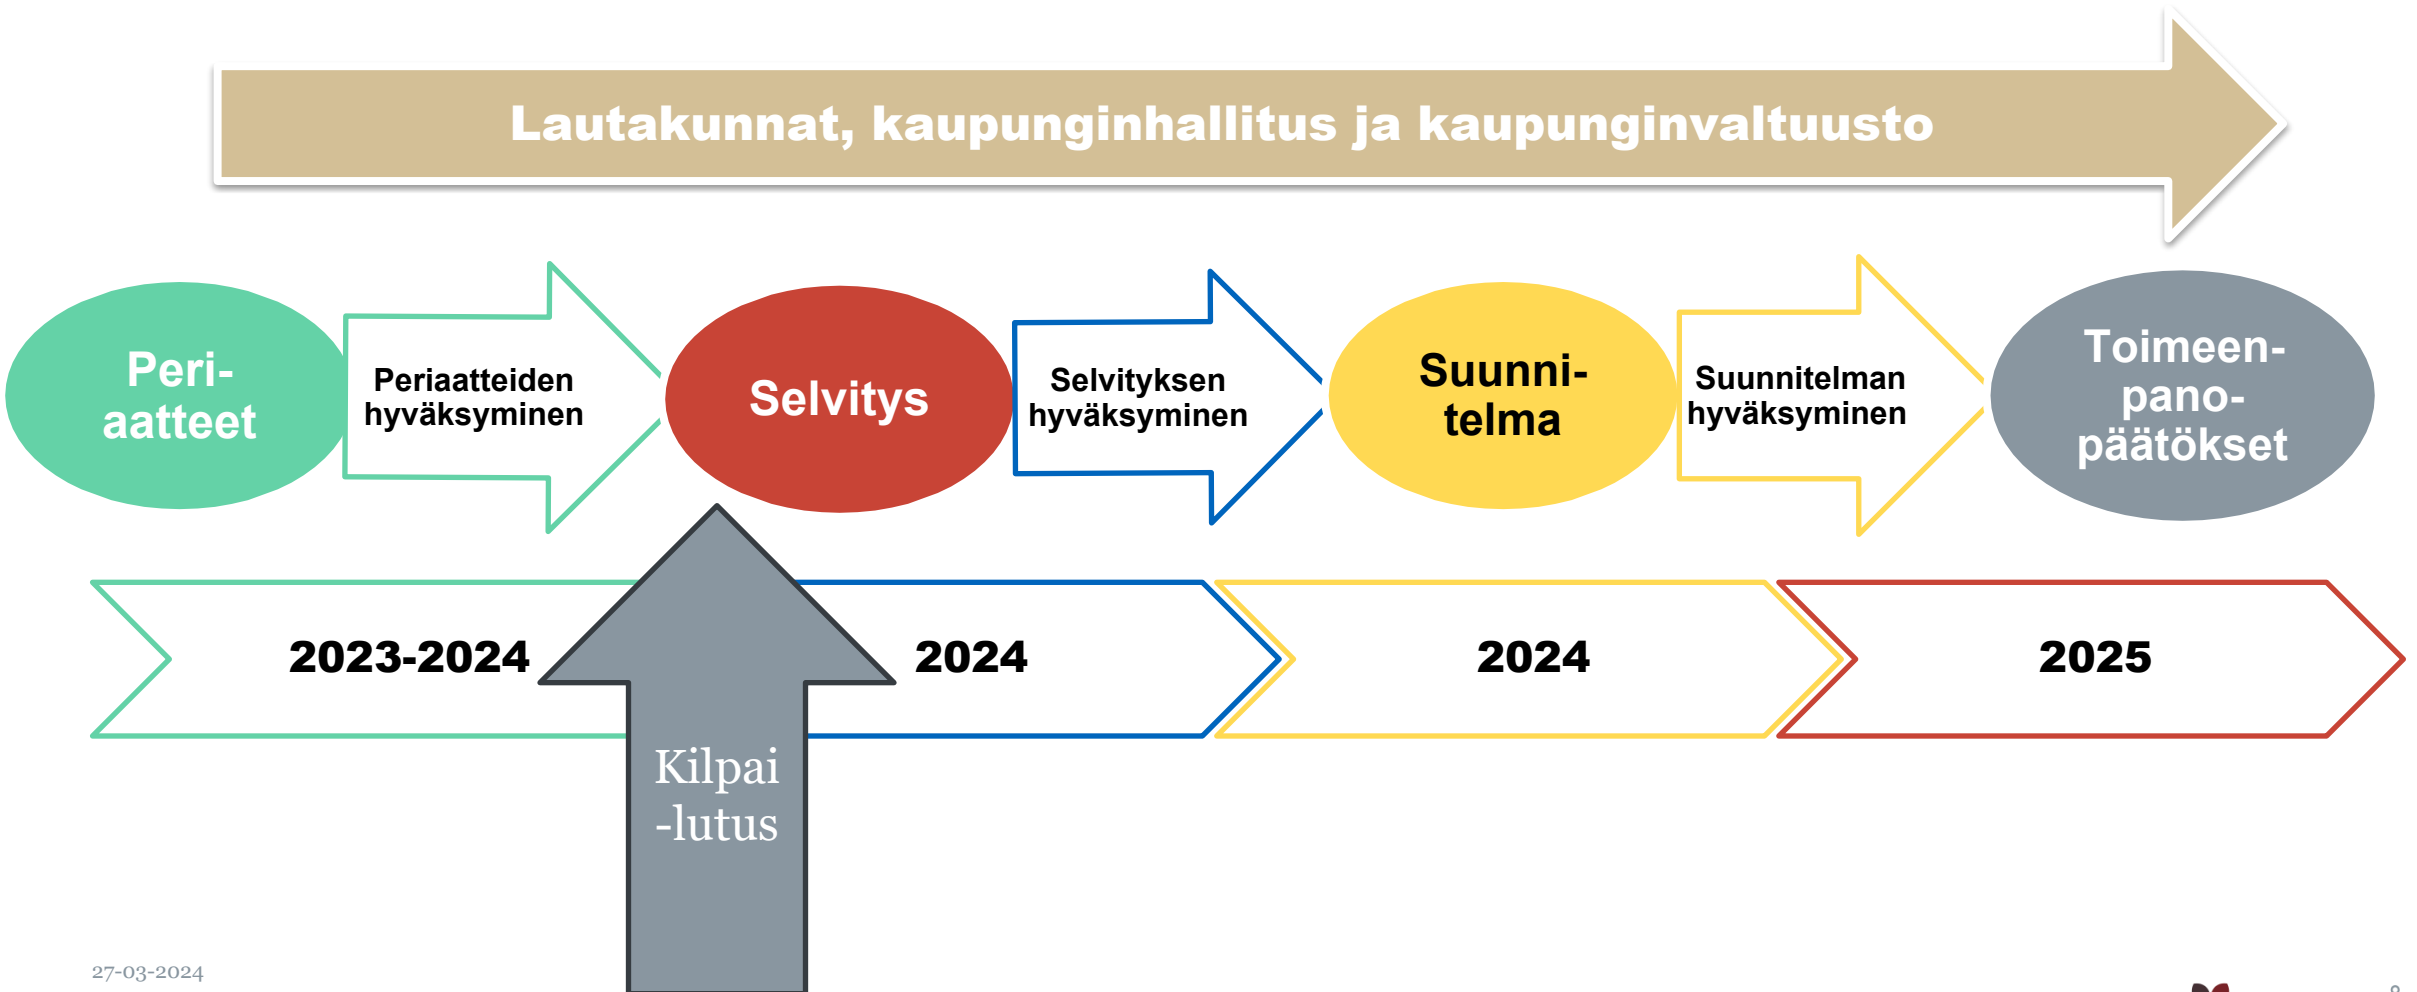 Lautakunnat, kaupunginhallitus ja kaupunginvaltuusto
Peri-
aatteet
Periaatteiden
hyväksyminen
Selvitys
Selvityksen
hyväksyminen
Suunni-
telma
Suunnitelman
hyväksyminen
Toimeen-
pano-
päätökset
2023-2024
2024
2024
2025
Kilpai
-lutus
27-03-2024